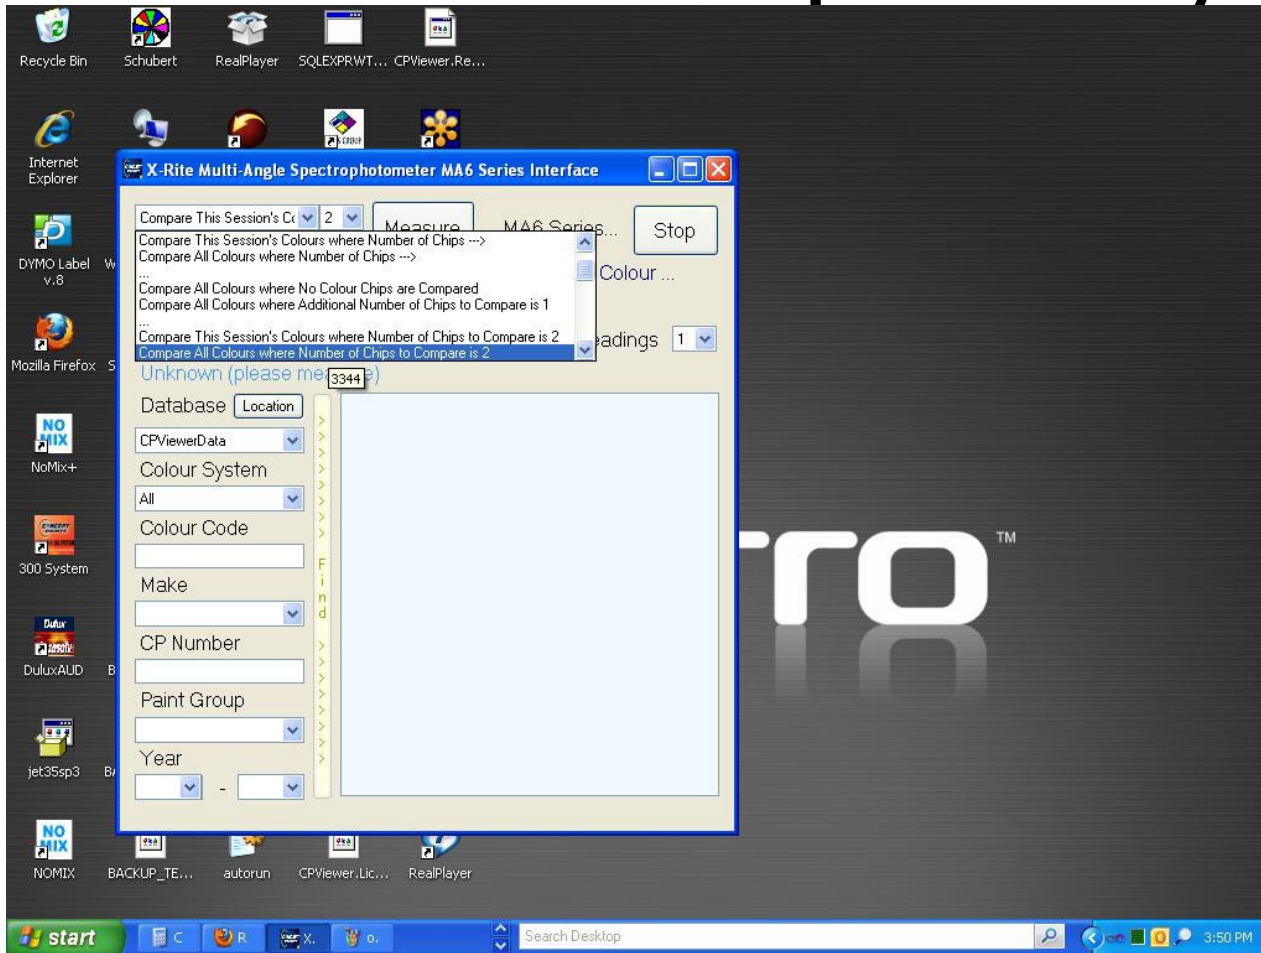 Recycle Bin
Schubert
RealPlayer
SQLEXPRWT...
CPViewer.Re...
Internet
Explorer
X-Rite Multi-Angle Spectrophotometer MA6 Series Interface
Compare This Session's Co
2
Measure
MA6 Series...
Stop
Compare This Session's Colours where Number of Chips --->
Compare All Colours where Number of Chips --->
...
Compare All Colours where No Colour Chips are Compared
Compare All Colours where Additional Number of Chips to Compare is 1
...
Compare This Session's Colours where Number of Chips to Compare is 2
Compare All Colours where Number of Chips to Compare is 2
Colour ...
eadings
1
Unknown (please me
3344
e)
Database
Location
CPViewerData
Colour System
All
Colour Code
Make
CP Number
Paint Group
Year
-
> > > > > > > > Find > > > > > > > >
DYMO Label
v.8
W
Mozilla Firefox
S
NO
MIX
NoMix+
300 System
Dulux
DuluxAUD
B
jet35sp3
BA
NO
MIX
NOMIX
BACKUP_TE...
autorun
CPViewer.Lic...
RealPlayer
TM
start
C
R
X.
o.
Search Desktop
3:50 PM